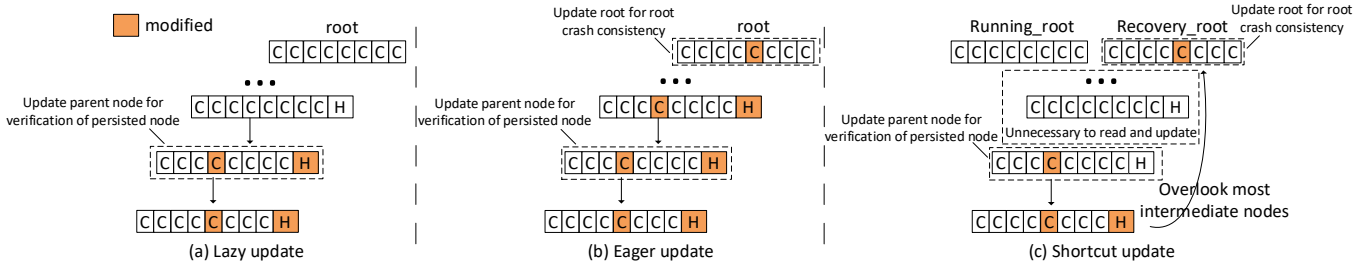 modified
root
C C C C C C C C
Update parent node for
verification of persisted node
C C C C C C C C H
C C C C C C C C H
C C C C C C C C H
(a) Lazy update
Update root for root
crash consistency
root
C C C C C C C C
Update parent node for
verification of persisted node
C C C C C C C C H
C C C C C C C C H
C C C C C C C C H
(b) Eager update
Running_root
Recovery_root
Update root for root
crash consistency
C C C C C C C C
C C C C C C C C
C C C C C C C C H
Unnecessary to read and update
Update parent node for
verification of persisted node
C C C C C C C C H
Overlook most
intermediate nodes
C C C C C C C C H
(c) Shortcut update